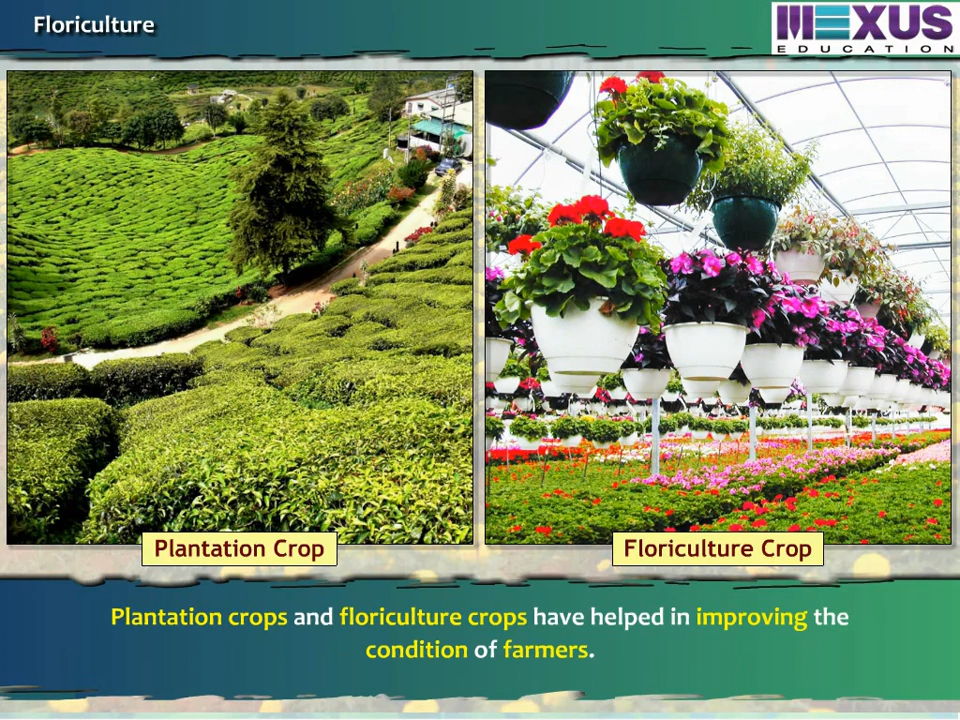 Floriculture
MEXUS
EDUCATION
Plantation Crop
Floriculture Crop
Plantation crops and floriculture crops have helped in improving the
condition of farmers.